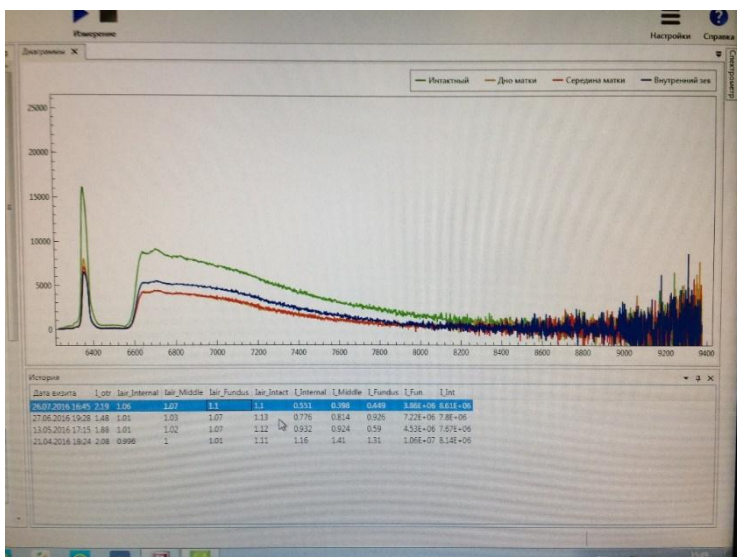 Измерение
Настройки
Справка
Диаграммы X
Спектрометр
Интактный
Дно матки
Середина матки
Внутренний зев
25000
20000
15000
10000
5000
0
6400 6600 6800 7000 7200 7400 7600 7800 8000 8200 8400 8600 8800 9000 9200 9400
История
Дата визита I_otr Iair_Internal Iair_Middle Iair_Fundus Iair_Intact I_Internal I_Middle I_Fundus I_Fun I_Int
26.07.2016 16:45 2.19 1.06 1.07 1.1 1.1 0.551 0.398 0.449 3.86E+06 8.61E+06
27.06.2016 19:28 1.48 1.01 1.03 1.07 1.13 0.776 0.814 0.926 7.22E+06 7.8E+06
13.05.2016 17:15 1.88 1.01 1.02 1.07 1.12 0.932 0.924 0.59 4.53E+06 7.67E+06
21.04.2016 18:24 2.08 0.996 1 1.01 1.11 1.16 1.41 1.31 1.06E+07 8.14E+06